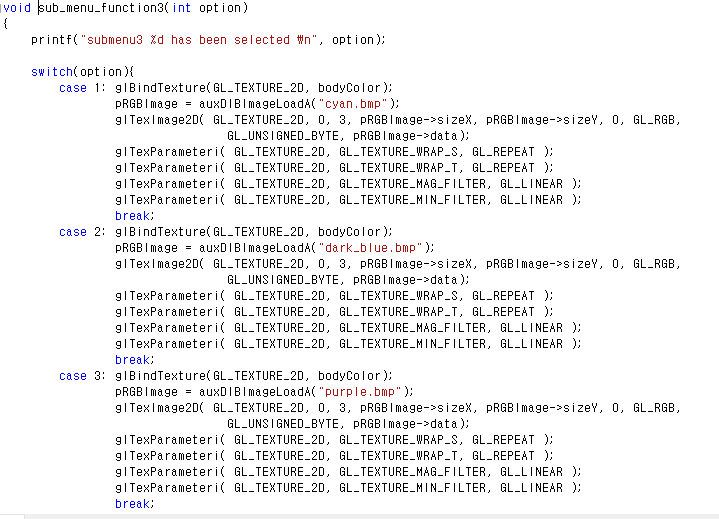 void sub_menu_function3(int option)
{
    printf("submenu3 %d has been selected ₩n", option);

    switch(option){
        case 1: glBindTexture(GL_TEXTURE_2D, bodyColor);
                pRGBImage = auxDIBImageLoadA("cyan.bmp");
                glTexImage2D( GL_TEXTURE_2D, 0, 3, pRGBImage->sizeX, pRGBImage->sizeY, 0, GL_RGB,
                                GL_UNSIGNED_BYTE, pRGBImage->data);
                glTexParameteri( GL_TEXTURE_2D, GL_TEXTURE_WRAP_S, GL_REPEAT );
                glTexParameteri( GL_TEXTURE_2D, GL_TEXTURE_WRAP_T, GL_REPEAT );
                glTexParameteri( GL_TEXTURE_2D, GL_TEXTURE_MAG_FILTER, GL_LINEAR );
                glTexParameteri( GL_TEXTURE_2D, GL_TEXTURE_MIN_FILTER, GL_LINEAR );
                break;
        case 2: glBindTexture(GL_TEXTURE_2D, bodyColor);
                pRGBImage = auxDIBImageLoadA("dark_blue.bmp");
                glTexImage2D( GL_TEXTURE_2D, 0, 3, pRGBImage->sizeX, pRGBImage->sizeY, 0, GL_RGB,
                                GL_UNSIGNED_BYTE, pRGBImage->data);
                glTexParameteri( GL_TEXTURE_2D, GL_TEXTURE_WRAP_S, GL_REPEAT );
                glTexParameteri( GL_TEXTURE_2D, GL_TEXTURE_WRAP_T, GL_REPEAT );
                glTexParameteri( GL_TEXTURE_2D, GL_TEXTURE_MAG_FILTER, GL_LINEAR );
                glTexParameteri( GL_TEXTURE_2D, GL_TEXTURE_MIN_FILTER, GL_LINEAR );
                break;
        case 3: glBindTexture(GL_TEXTURE_2D, bodyColor);
                pRGBImage = auxDIBImageLoadA("purple.bmp");
                glTexImage2D( GL_TEXTURE_2D, 0, 3, pRGBImage->sizeX, pRGBImage->sizeY, 0, GL_RGB,
                                GL_UNSIGNED_BYTE, pRGBImage->data);
                glTexParameteri( GL_TEXTURE_2D, GL_TEXTURE_WRAP_S, GL_REPEAT );
                glTexParameteri( GL_TEXTURE_2D, GL_TEXTURE_WRAP_T, GL_REPEAT );
                glTexParameteri( GL_TEXTURE_2D, GL_TEXTURE_MAG_FILTER, GL_LINEAR );
                glTexParameteri( GL_TEXTURE_2D, GL_TEXTURE_MIN_FILTER, GL_LINEAR );
                break;